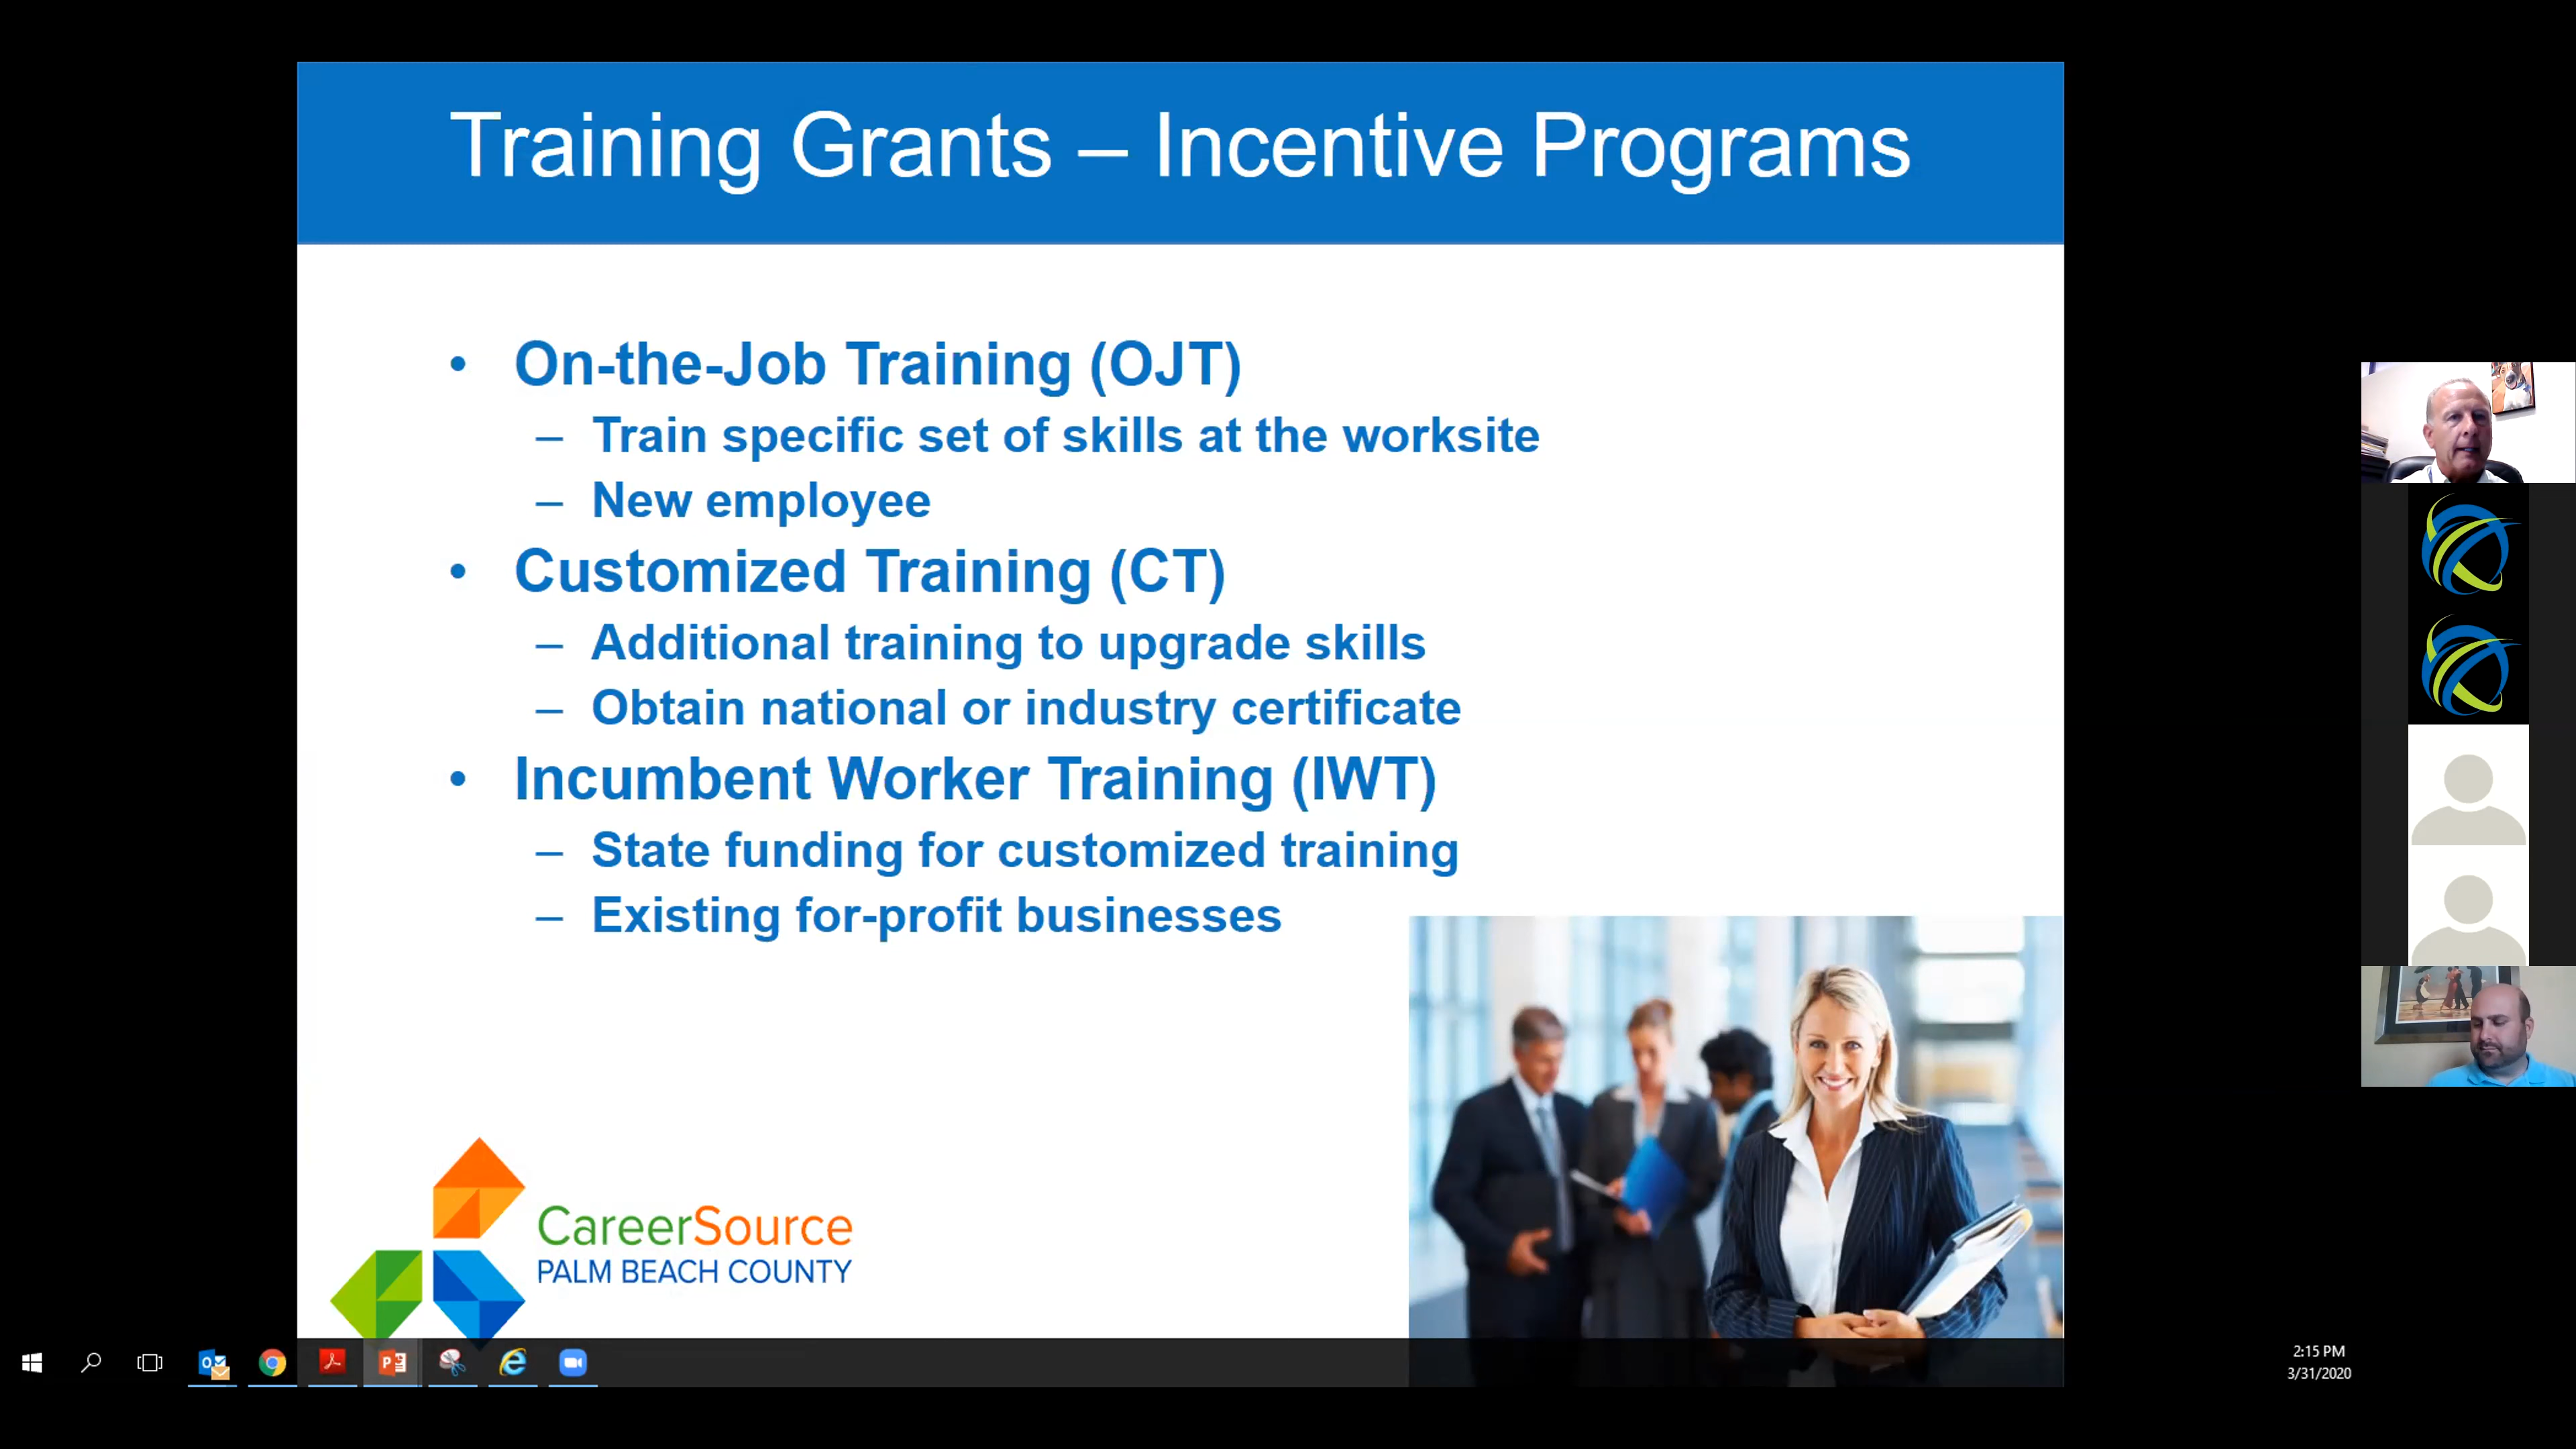 Training Grants – Incentive Programs
• On-the-Job Training (OJT)
– Train specific set of skills at the worksite
– New employee
• Customized Training (CT)
– Additional training to upgrade skills
– Obtain national or industry certificate
• Incumbent Worker Training (IWT)
– State funding for customized training
– Existing for-profit businesses
CareerSource
PALM BEACH COUNTY
2:15 PM
3/31/2020